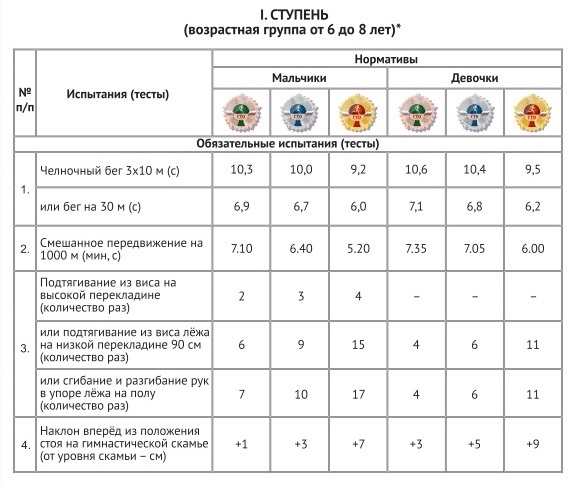 I. СТУПЕНЬ
(возрастная группа от 6 до 8 лет)*
№ п/п
Испытания (тесты)
Нормативы
Мальчики
Девочки
ГТО ГТО ГТО ГТО ГТО ГТО
Обязательные испытания (тесты)
1.
Челночный бег 3x10 м (с) 10,3 10,0 9,2 10,6 10,4 9,5
или бег на 30 м (с) 6,9 6,7 6,0 7,1 6,8 6,2
2.
Смешанное передвижение на
1000 м (мин, с) 7.10 6.40 5.20 7.35 7.05 6.00
3.
Подтягивание из виса на
высокой перекладине
(количество раз) 2 3 4 – – –
или подтягивание из виса лёжа
на низкой перекладине 90 см
(количество раз) 6 9 15 4 6 11
или сгибание и разгибание рук
в упоре лёжа на полу
(количество раз) 7 10 17 4 6 11
4.
Наклон вперёд из положения
стоя на гимнастической скамье
(от уровня скамьи – см) +1 +3 +7 +3 +5 +9